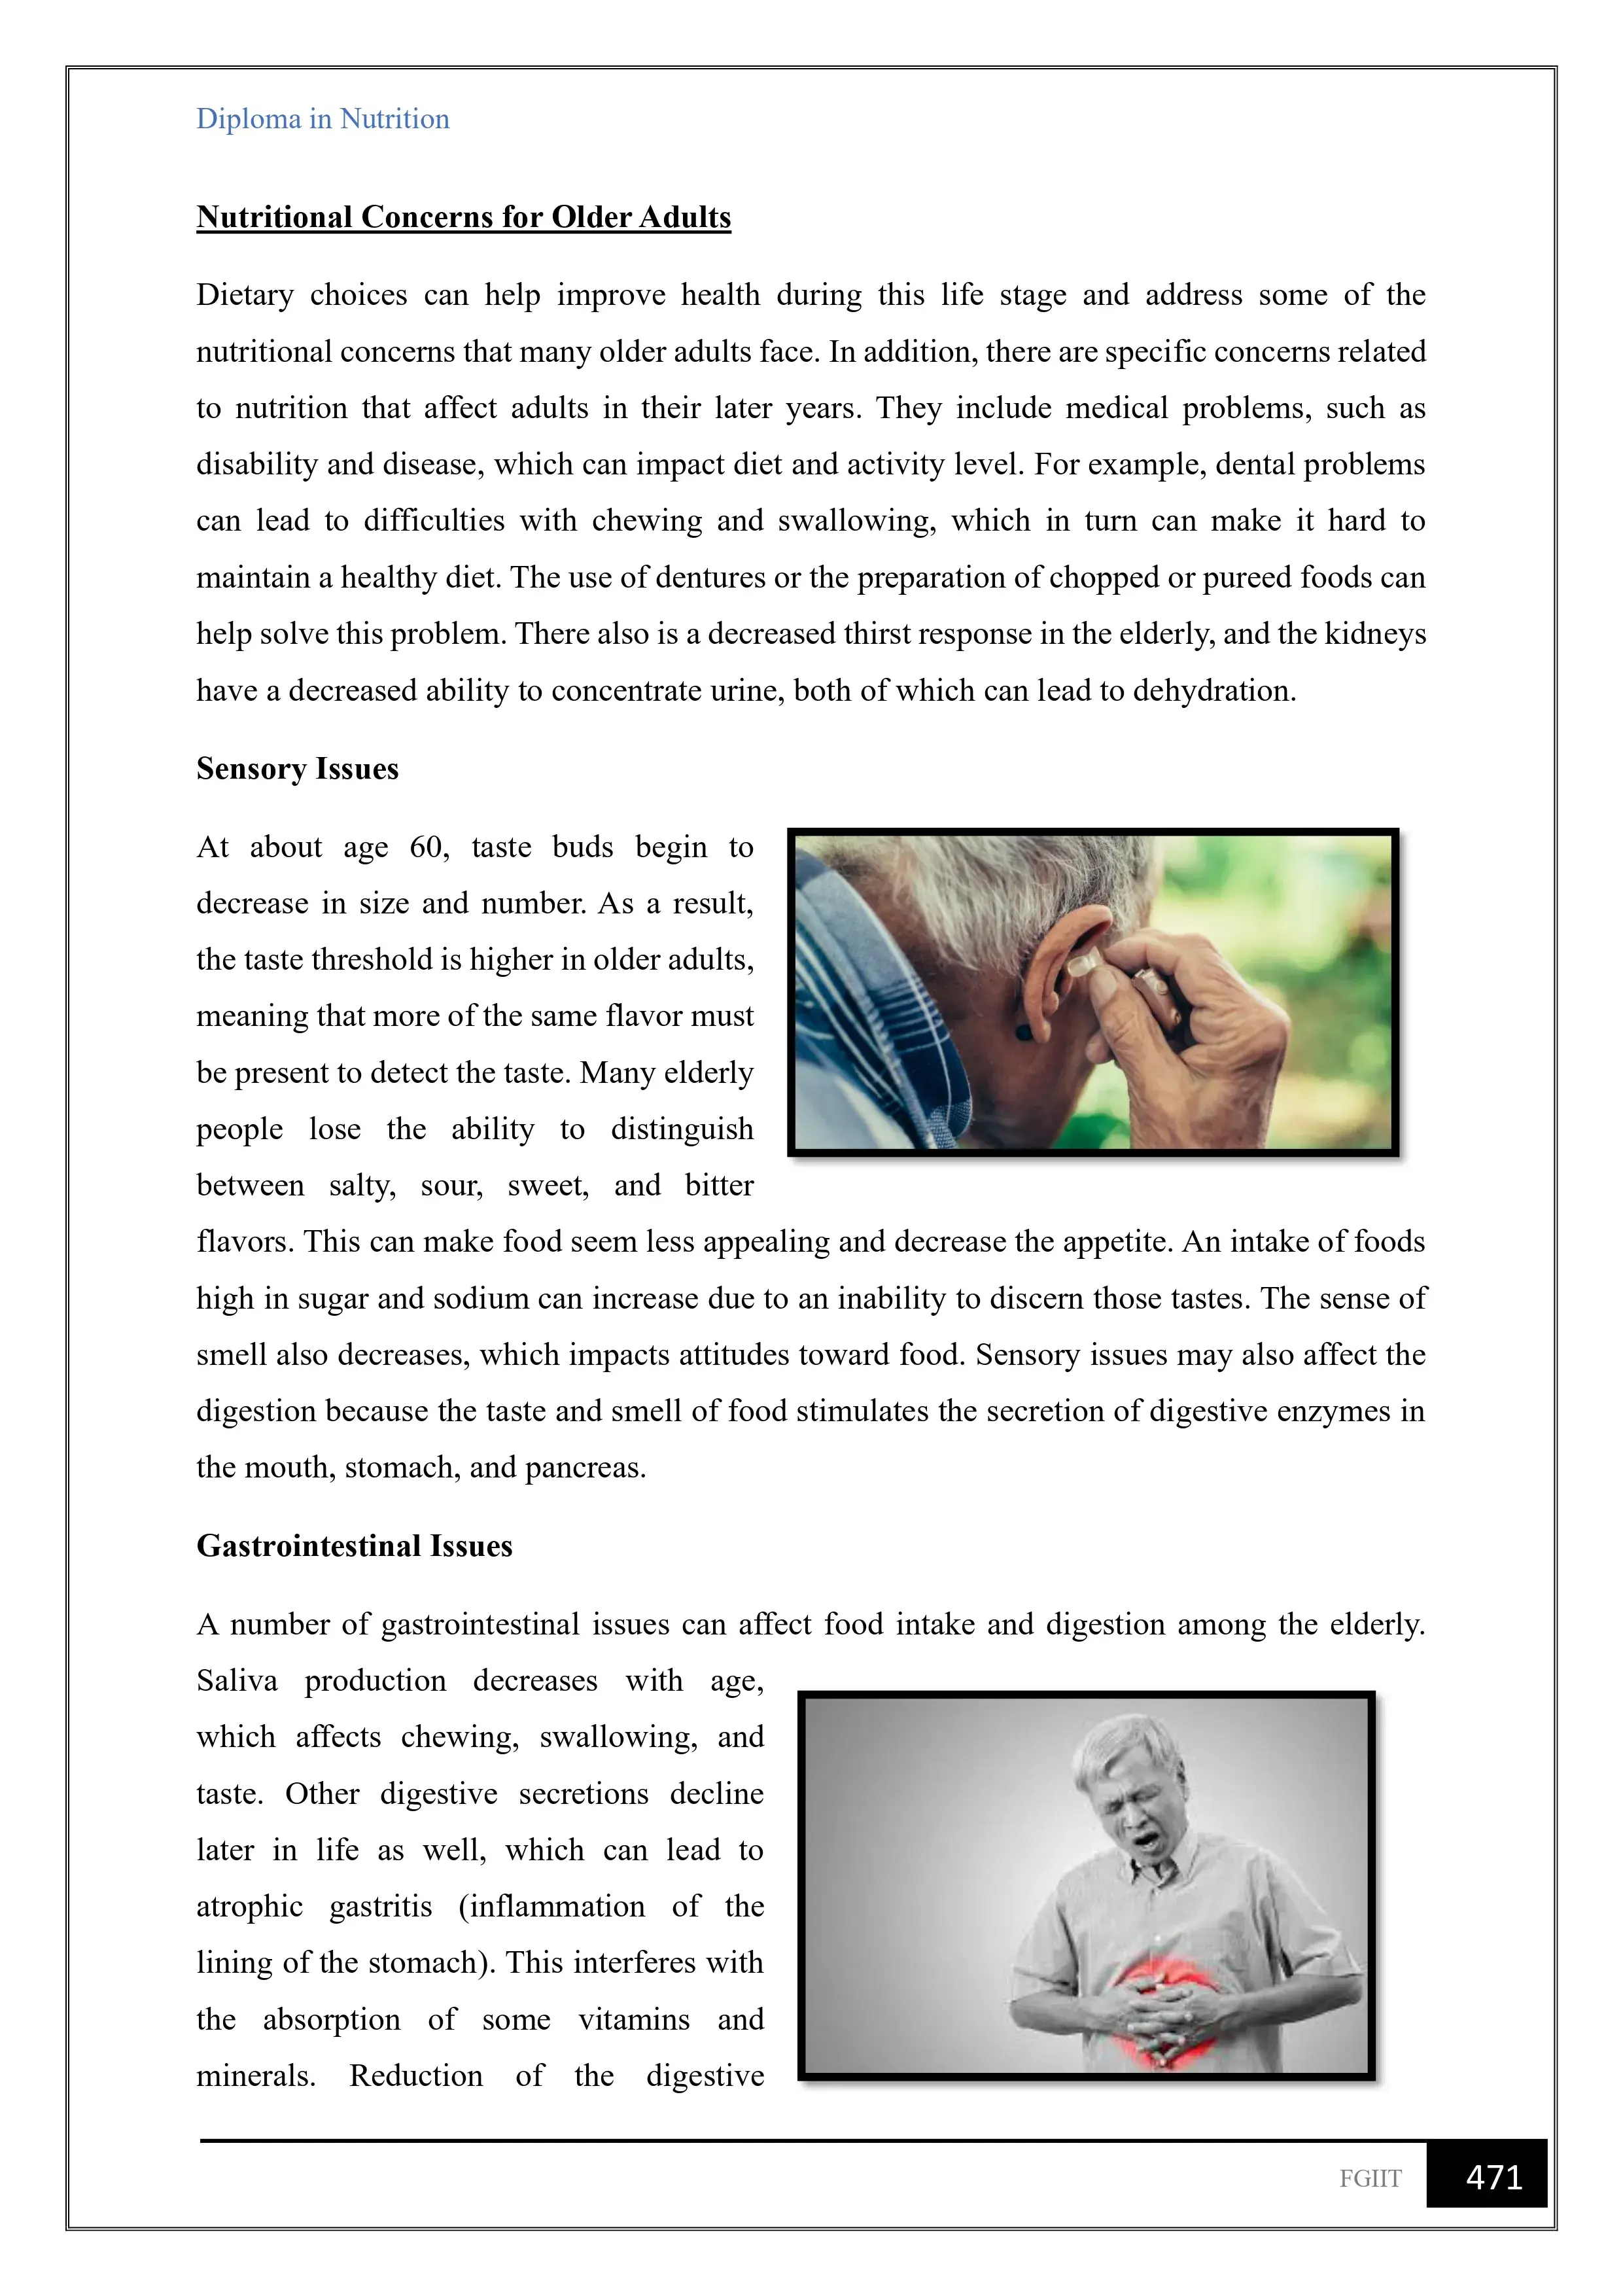 Diploma in Nutrition
Nutritional Concerns for Older Adults
Dietary choices can help improve health during this life stage and address some of the
nutritional concerns that many older adults face. In addition, there are specific concerns related
to nutrition that affect adults in their later years. They include medical problems, such as
disability and disease, which can impact diet and activity level. For example, dental problems
can lead to difficulties with chewing and swallowing, which in turn can make it hard to
maintain a healthy diet. The use of dentures or the preparation of chopped or pureed foods can
help solve this problem. There also is a decreased thirst response in the elderly, and the kidneys
have a decreased ability to concentrate urine, both of which can lead to dehydration.
Sensory Issues
At about age 60, taste buds begin to
decrease in size and number. As a result,
the taste threshold is higher in older adults,
meaning that more of the same flavor must
be present to detect the taste. Many elderly
people lose the ability to distinguish
between salty, sour, sweet, and bitter
flavors. This can make food seem less appealing and decrease the appetite. An intake of foods
high in sugar and sodium can increase due to an inability to discern those tastes. The sense of
smell also decreases, which impacts attitudes toward food. Sensory issues may also affect the
digestion because the taste and smell of food stimulates the secretion of digestive enzymes in
the mouth, stomach, and pancreas.
Gastrointestinal Issues
A number of gastrointestinal issues can affect food intake and digestion among the elderly.
Saliva production decreases with age,
which affects chewing, swallowing, and
taste. Other digestive secretions decline
later in life as well, which can lead to
atrophic gastritis (inflammation of the
lining of the stomach). This interferes with
the absorption of some vitamins and
minerals. Reduction of the digestive
FGIIT 471